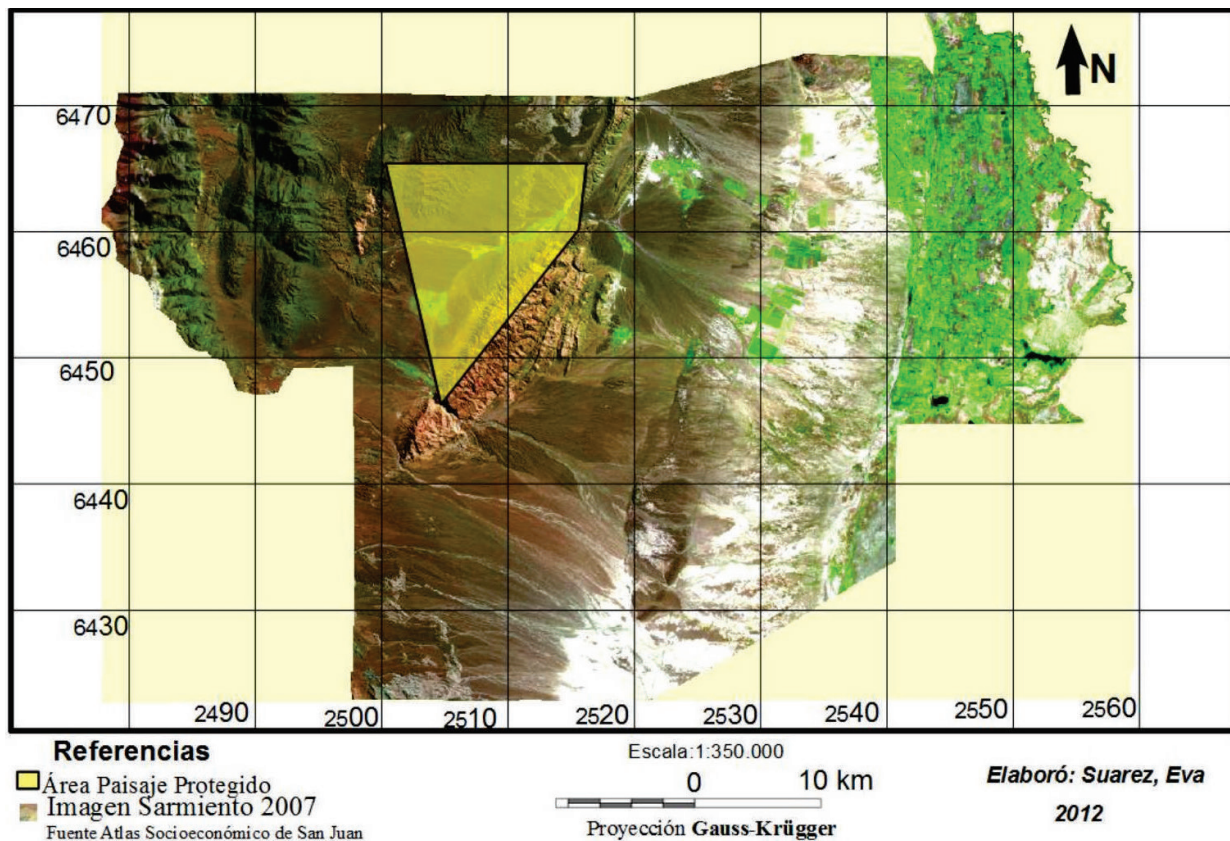 N
6470
6460
6450
6440
6430
2490 2500 2510 2520 2530 2540 2550 2560
Referencias
Área Paisaje Protegido
Imagen Sarmiento 2007
Fuente Atlas Socioeconómico de San Juan
Escala:1:350.000
0 10 km
Proyección Gauss-Krügger
Elaboró: Suarez, Eva
2012